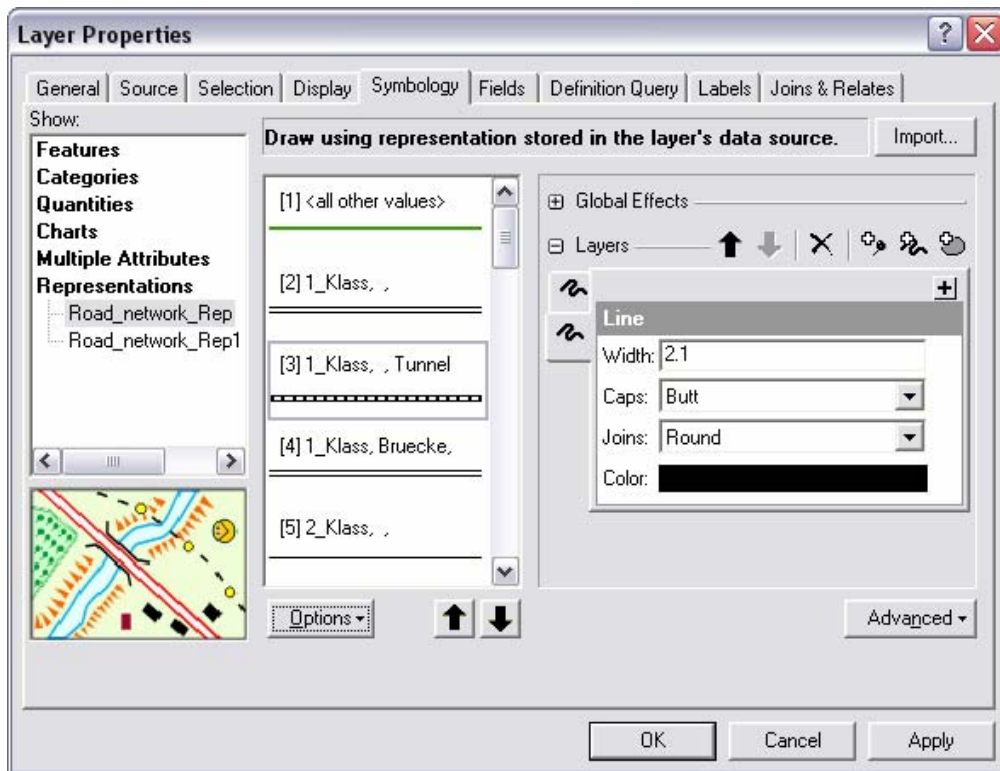 Layer Properties
General Source Selection Display Symbology Fields Definition Query Labels Joins & Relates
Show:
Features
Categories
Quantities
Charts
Multiple Attributes
Representations
Road_network_Rep
Road_network_Rep1
Draw using representation stored in the layer's data source.
Import...
[1] <all other values>
[2] 1_Klass, ,
[3] 1_Klass, , Tunnel
[4] 1_Klass, Bruecke,
[5] 2_Klass, ,
Options
Global Effects
Layers
Line
Width: 2.1
Caps: Butt
Joins: Round
Color:
Advanced
OK Cancel Apply